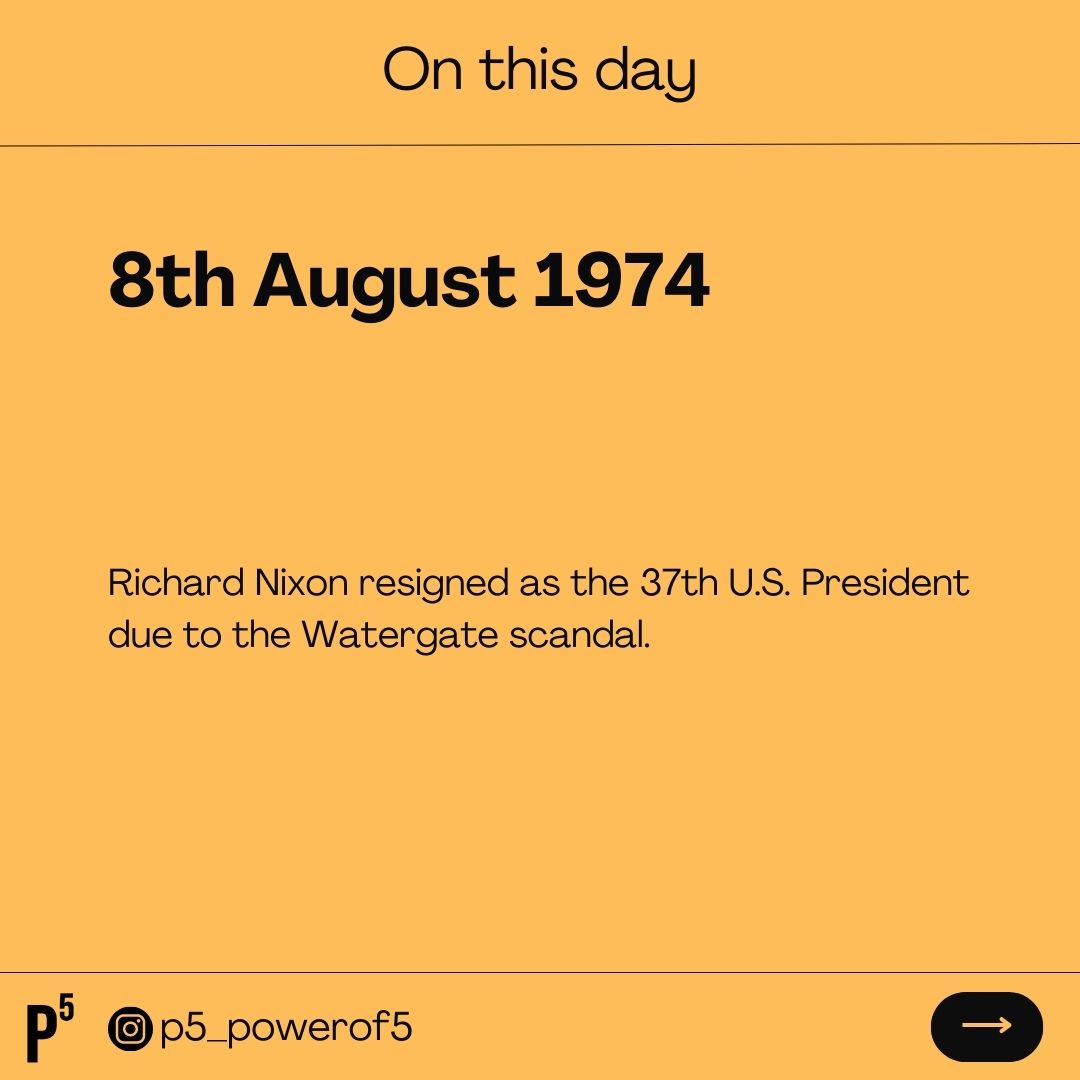 On this day
8th August 1974
Richard Nixon resigned as the 37th U.S. President
due to the Watergate scandal.
P5
p5_powerof5